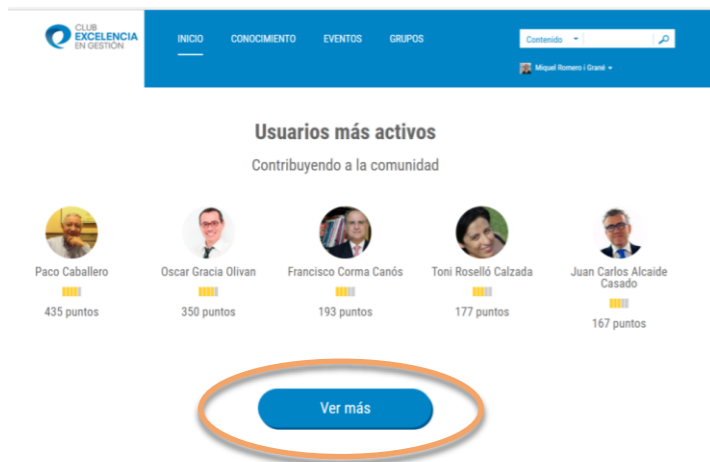 CLUB
EXCELENCIA
EN GESTIÓN
INICIO CONOCIMIENTO EVENTOS GRUPOS
Contenido
Miquel Romero i Grané
Usuarios más activos
Contribuyendo a la comunidad
Paco Caballero
435 puntos
Oscar Gracia Olivan
350 puntos
Francisco Corma Canós
193 puntos
Toni Roselló Calzada
177 puntos
Juan Carlos Alcaide
Casado
167 puntos
Ver más